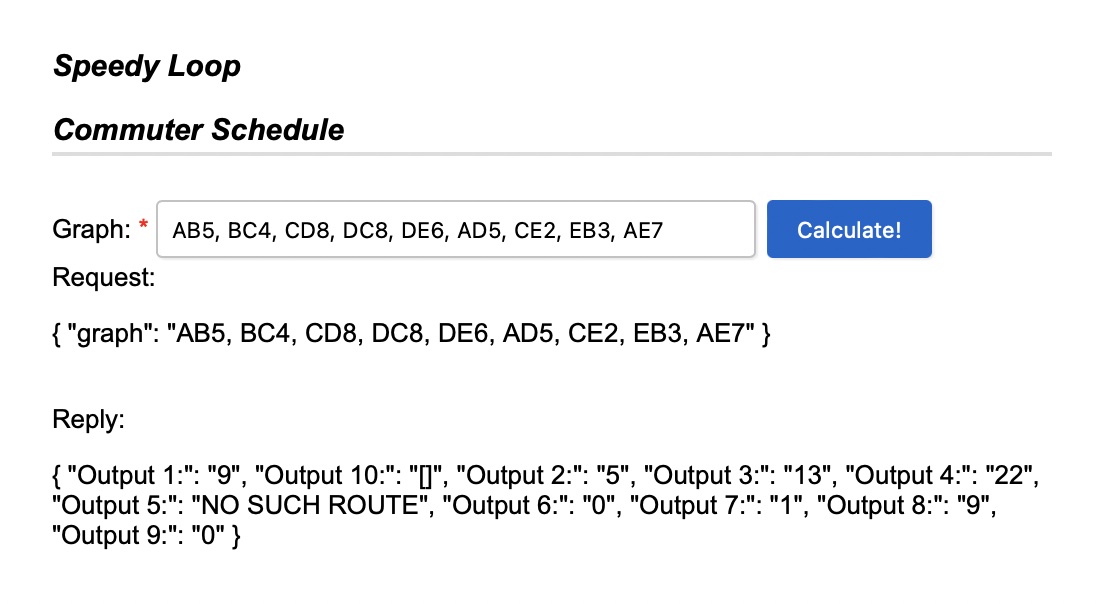 Speedy Loop
Commuter Schedule
Graph: * AB5, BC4, CD8, DC8, DE6, AD5, CE2, EB3, AE7 Calculate!
Request:
{ "graph": "AB5, BC4, CD8, DC8, DE6, AD5, CE2, EB3, AE7" }
Reply:
{ "Output 1:": "9", "Output 10:": "[]", "Output 2:": "5", "Output 3:": "13", "Output 4:": "22",
"Output 5:": "NO SUCH ROUTE", "Output 6:": "0", "Output 7:": "1", "Output 8:": "9",
"Output 9:": "0" }